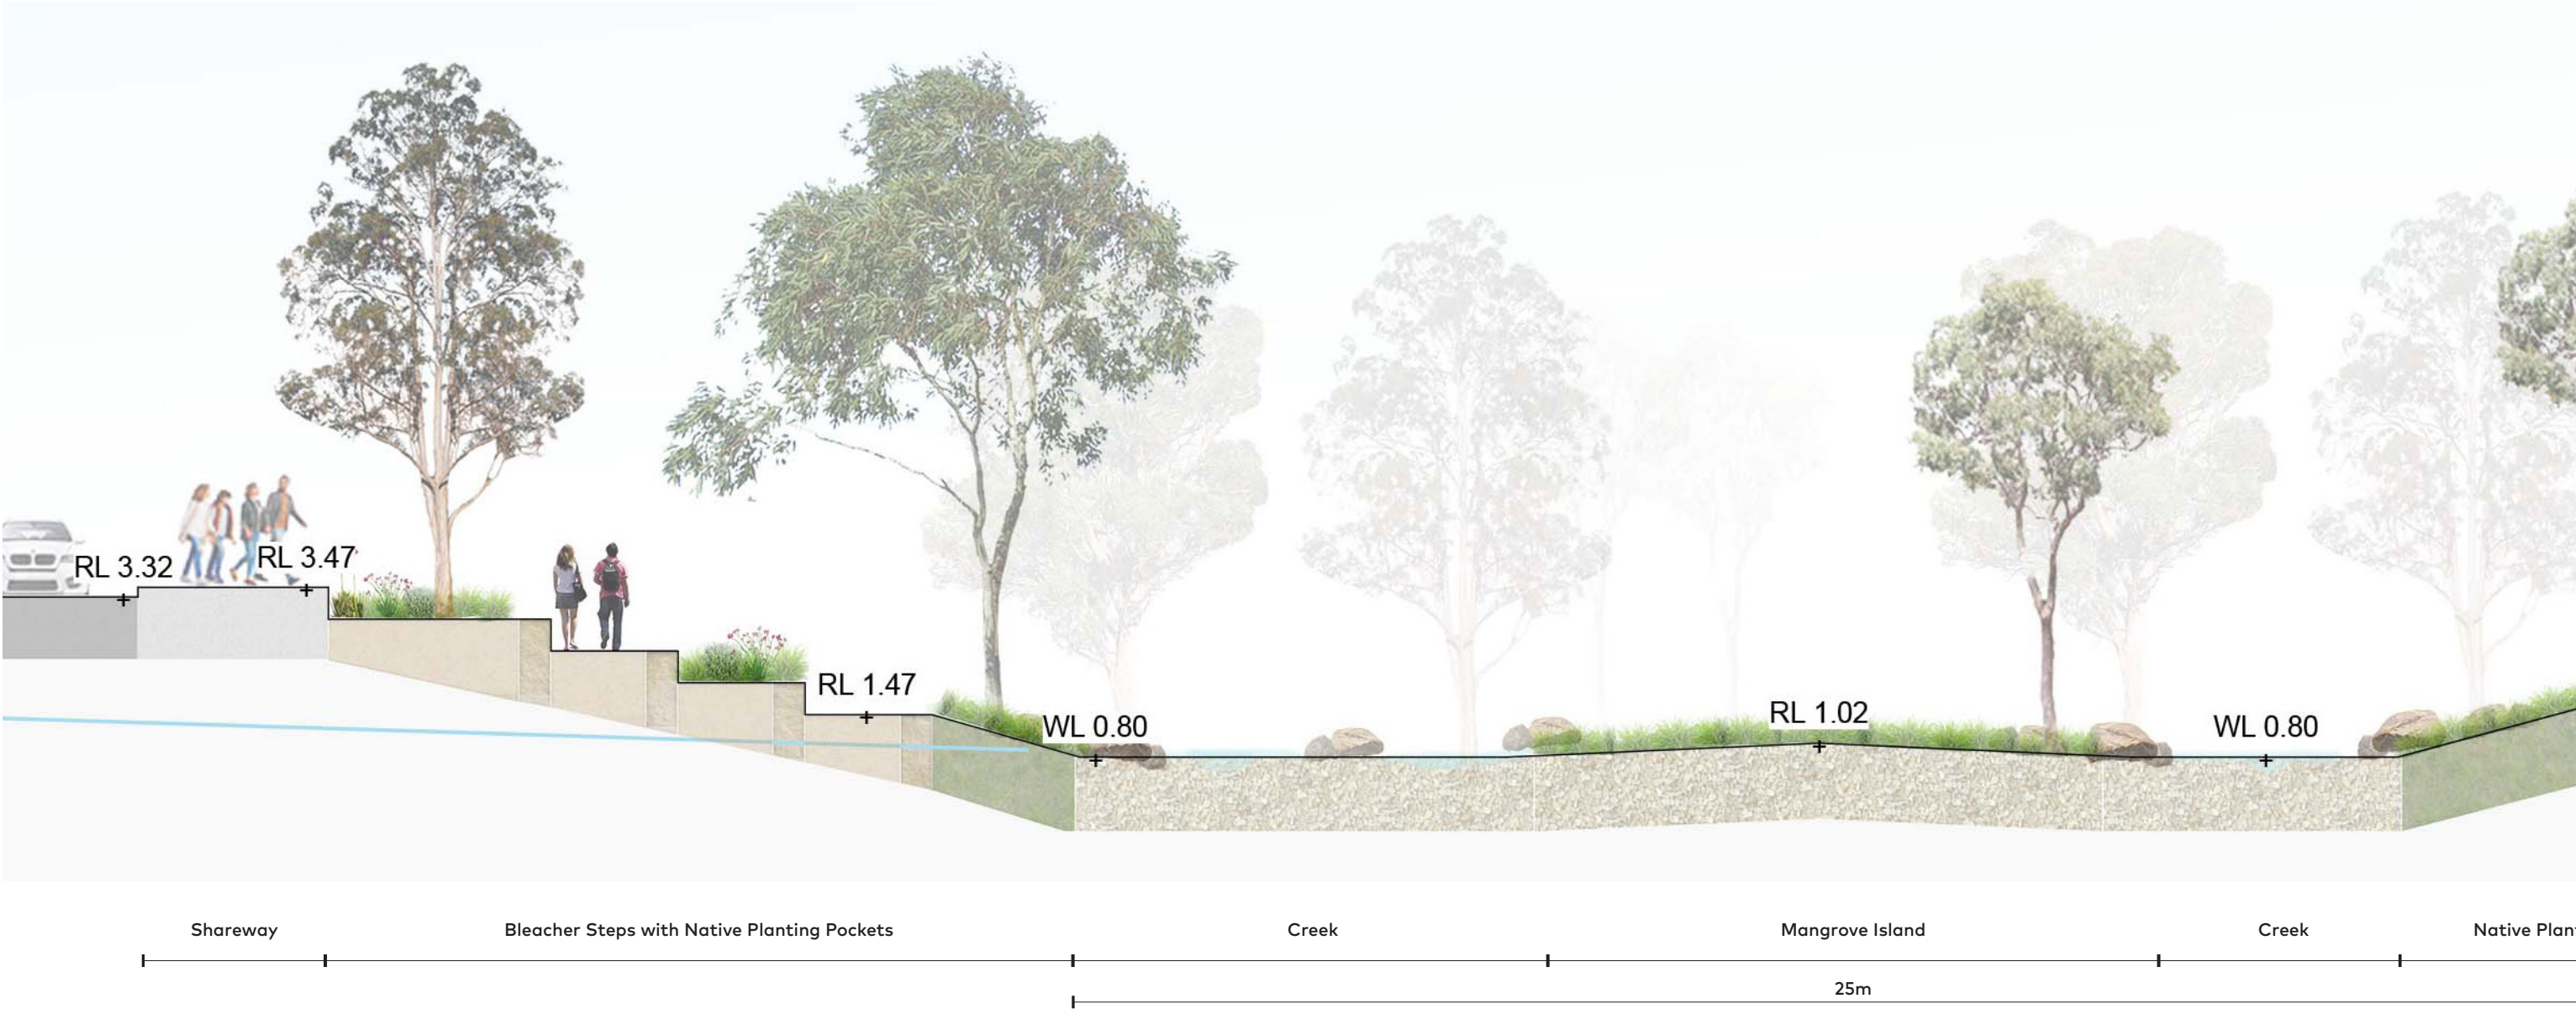 RL 3.32
RL 3.47
RL 1.47
WL 0.80
RL 1.02
WL 0.80
Shareway
Bleacher Steps with Native Planting Pockets
Creek
Mangrove Island
Creek
Native
25m